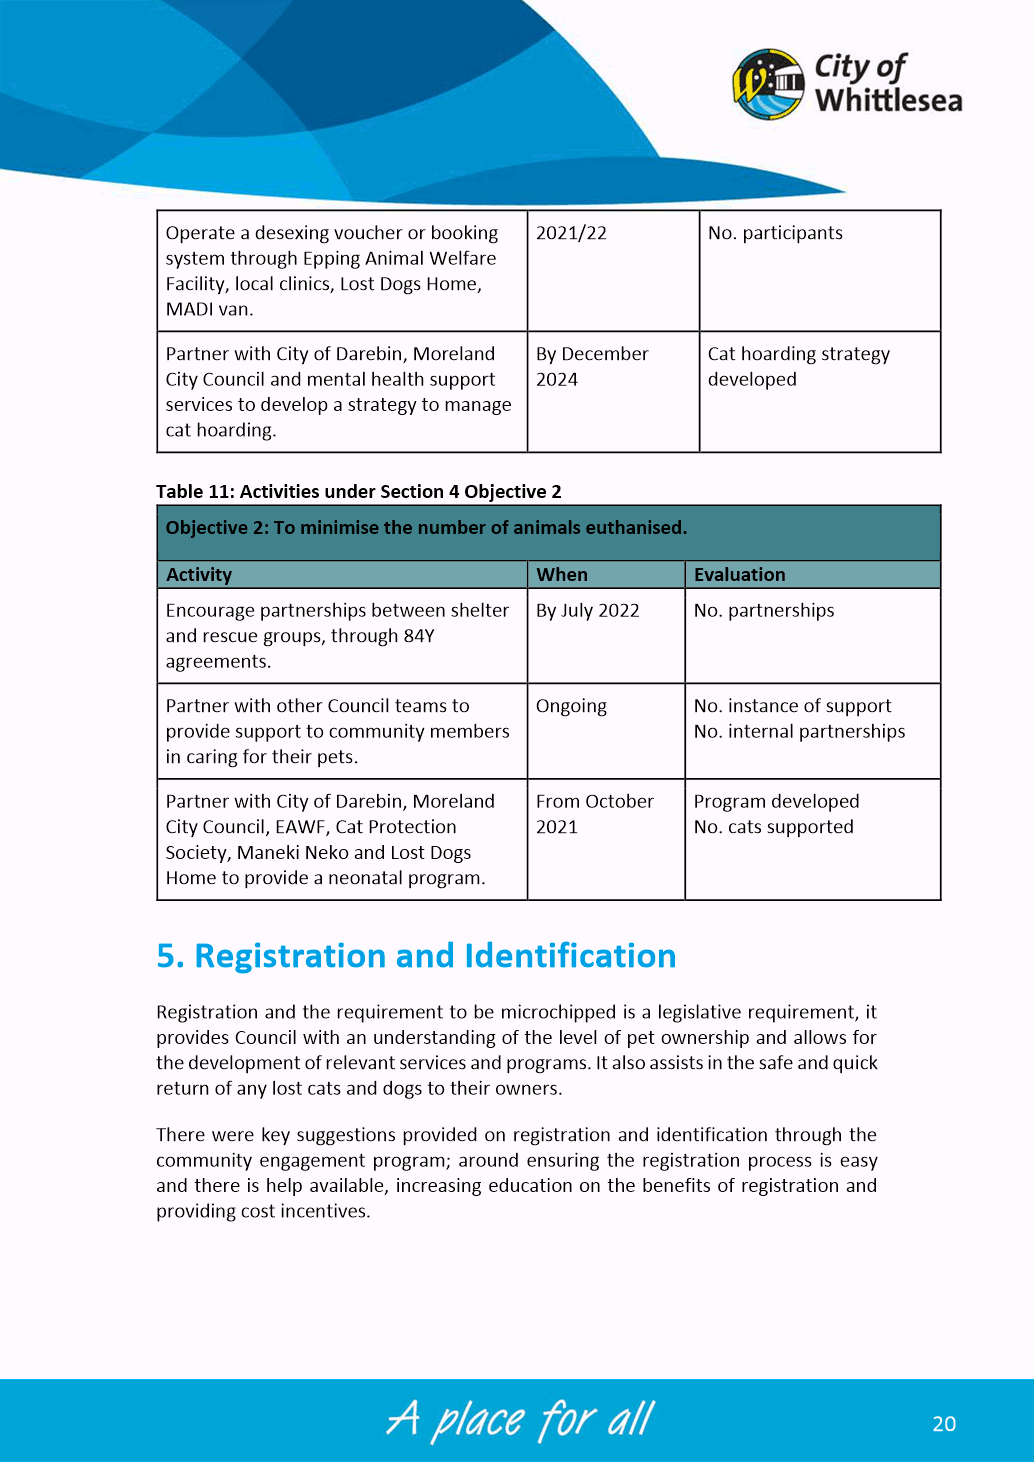 City of
Whittlesea
Operate a desexing voucher or booking
system through Epping Animal Welfare
Facility, local clinics, Lost Dogs Home,
MADI van.
2021/22
No. participants
Partner with City of Darebin, Moreland
City Council and mental health support
services to develop a strategy to manage
cat hoarding.
By December
2024
Cat hoarding strategy
developed
Table 11: Activities under Section 4 Objective 2
Objective 2: To minimise the number of animals euthanised.
Activity
When
Evaluation
Encourage partnerships between shelter
and rescue groups, through 84Y
agreements.
By July 2022
No. partnerships
Partner with other Council teams to
provide support to community members
in caring for their pets.
Ongoing
No. instance of support
No. internal partnerships
Partner with City of Darebin, Moreland
City Council, EAWF, Cat Protection
Society, Maneki Neko and Lost Dogs
Home to provide a neonatal program.
From October
2021
Program developed
No. cats supported
5. Registration and Identification
Registration and the requirement to be microchipped is a legislative requirement, it
provides Council with an understanding of the level of pet ownership and allows for
the development of relevant services and programs. It also assists in the safe and quick
return of any lost cats and dogs to their owners.
There were key suggestions provided on registration and identification through the
community engagement program; around ensuring the registration process is easy
and there is help available, increasing education on the benefits of registration and
providing cost incentives.
A place for all
20